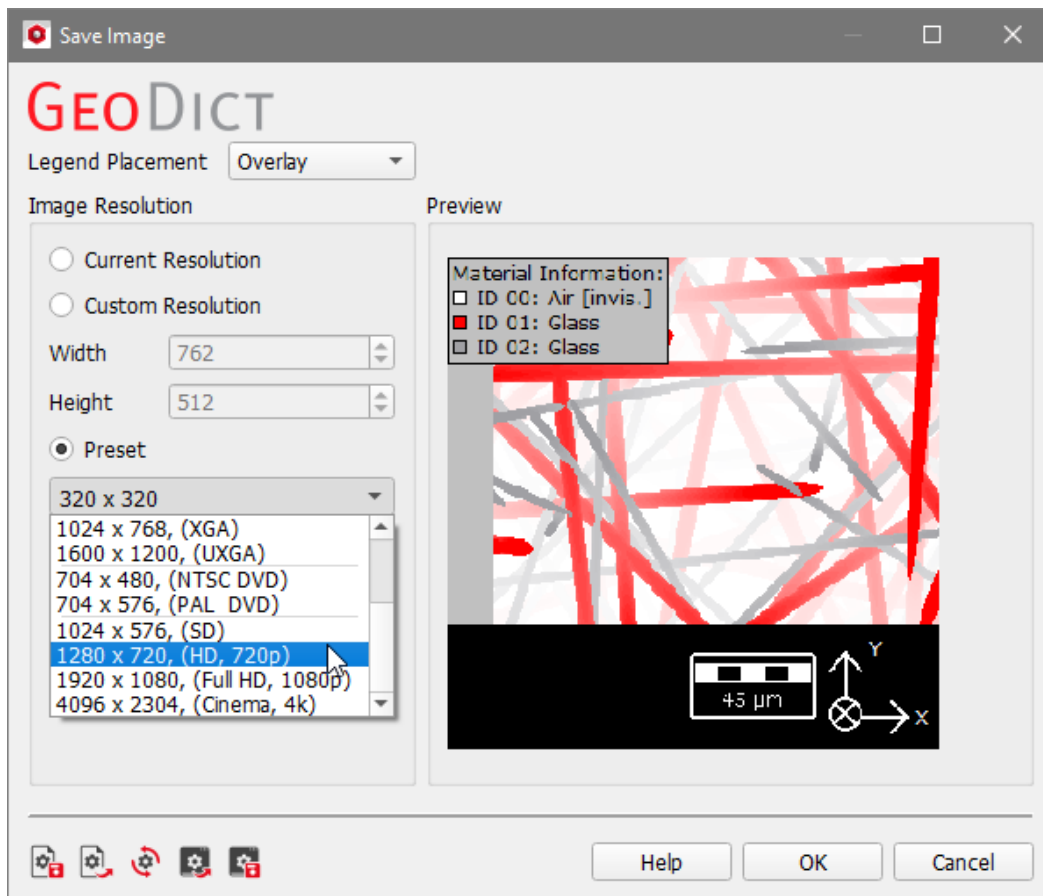 Save Image
GEODICT
Legend Placement Overlay
Image Resolution
Current Resolution
Custom Resolution
Width 762
Height 512
Preset
320 x 320
1024 x 768, (XGA)
1600 x 1200, (UXGA)
704 x 480, (NTSC DVD)
704 x 576, (PAL DVD)
1024 x 576, (SD)
1280 x 720, (HD, 720p)
1920 x 1080, (Full HD, 1080p)
4096 x 2304, (Cinema, 4k)
Preview
Material Information:
ID 00: Air [invis.]
ID 01: Glass
ID 02: Glass
45 µm
Y
X
Help OK Cancel